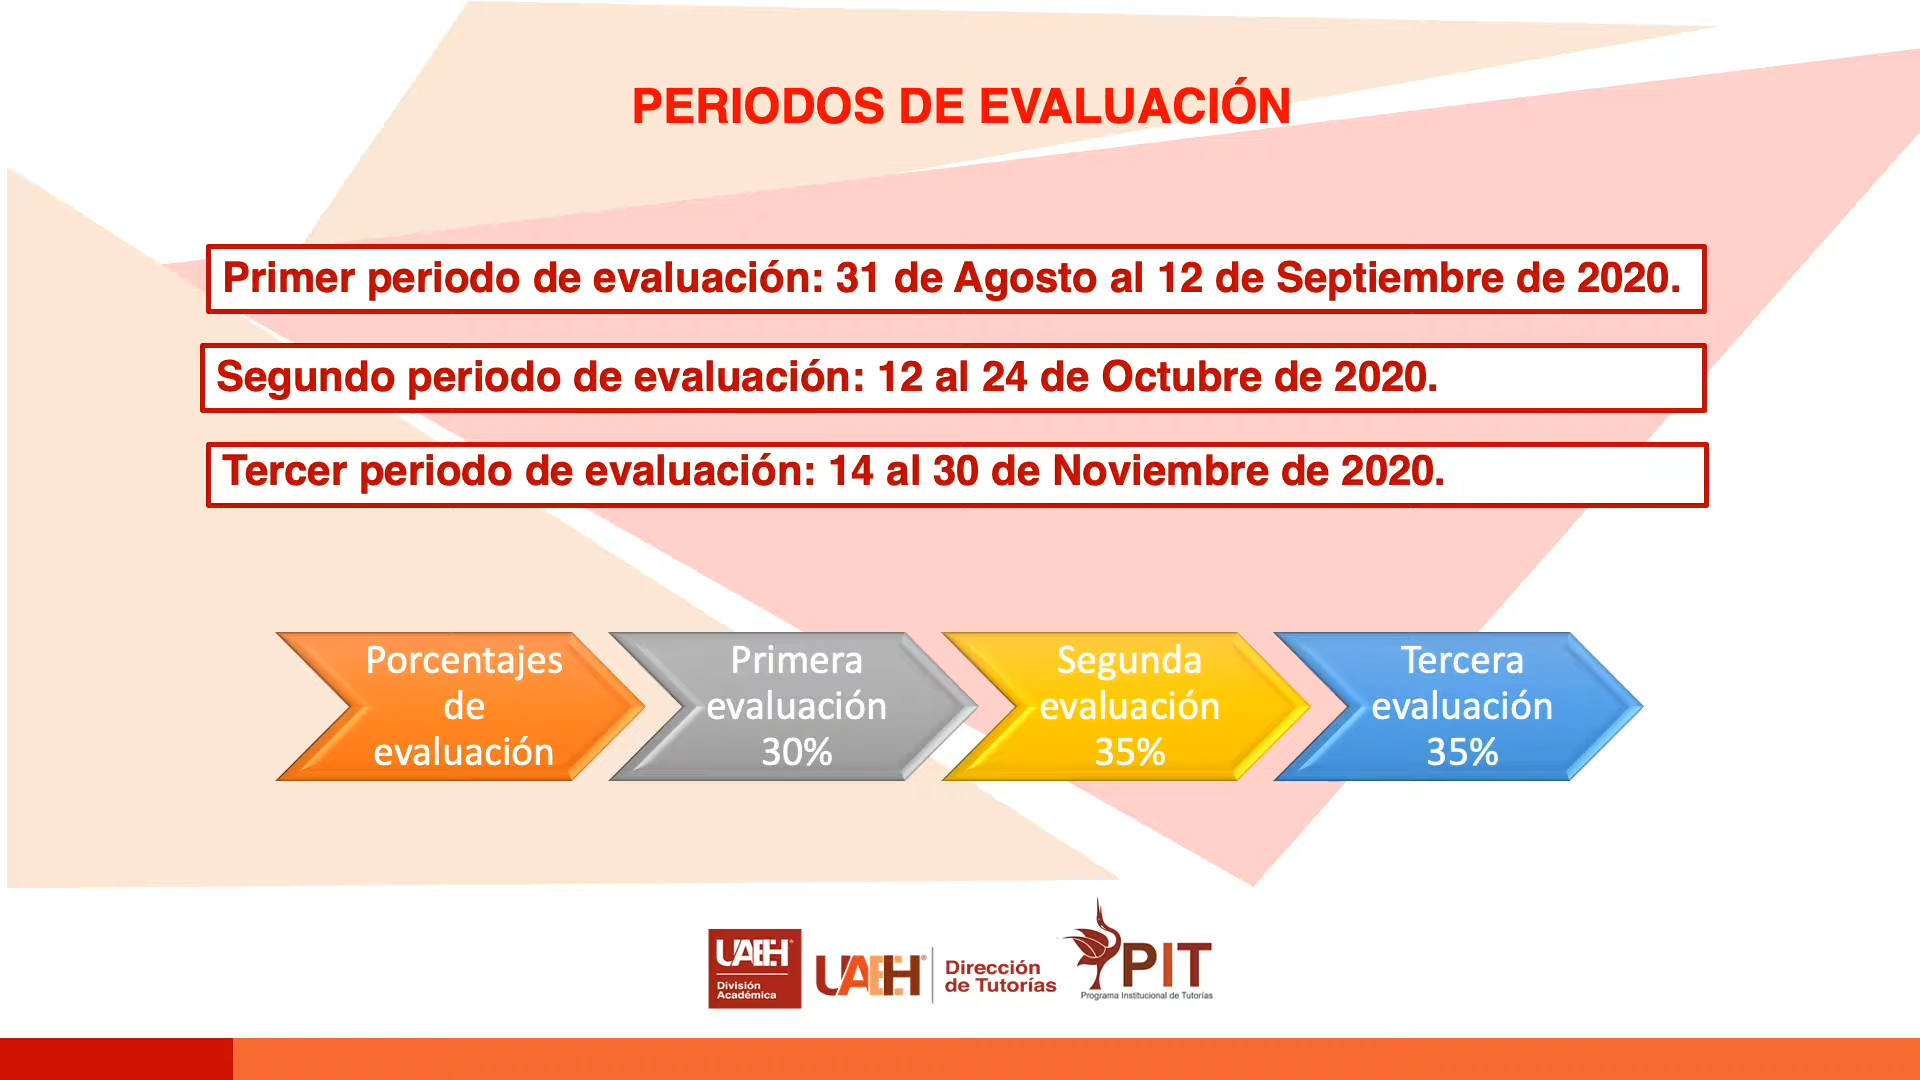 PERIODOS DE EVALUACIÓN
Primer periodo de evaluación: 31 de Agosto al 12 de Septiembre de 2020.
Segundo periodo de evaluación: 12 al 24 de Octubre de 2020.
Tercer periodo de evaluación: 14 al 30 de Noviembre de 2020.
Porcentajes
de
evaluación
Primera
evaluación
30%
Segunda
evaluación
35%
Tercera
evaluación
35%
UAEH
División
Académica
UAEH
Dirección
de Tutorías
PIT
Programa Institucional de Tutorías